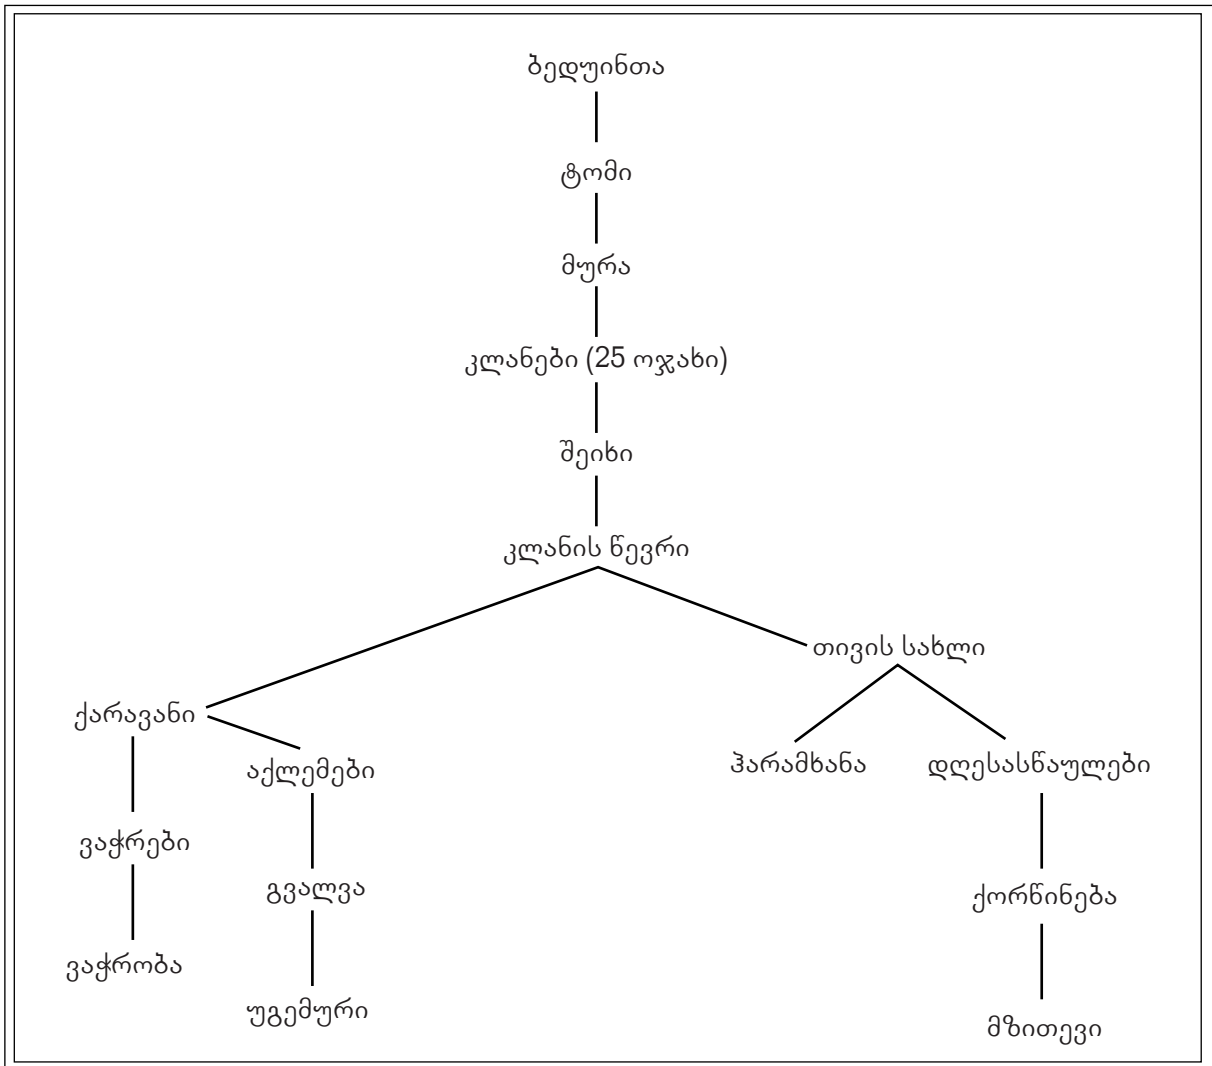 ბედუინთა
ტომი
მურა
კლანები (25 ოჯახი)
შეიხი
კლანის წევრი
თივის სახლი
ქარავანი
ჰარამხანა
დღესასწაულები
აქლემები
ვაჭრები
გვალვა
ქორწინება
ვაჭრობა
უგემური
მზითევი